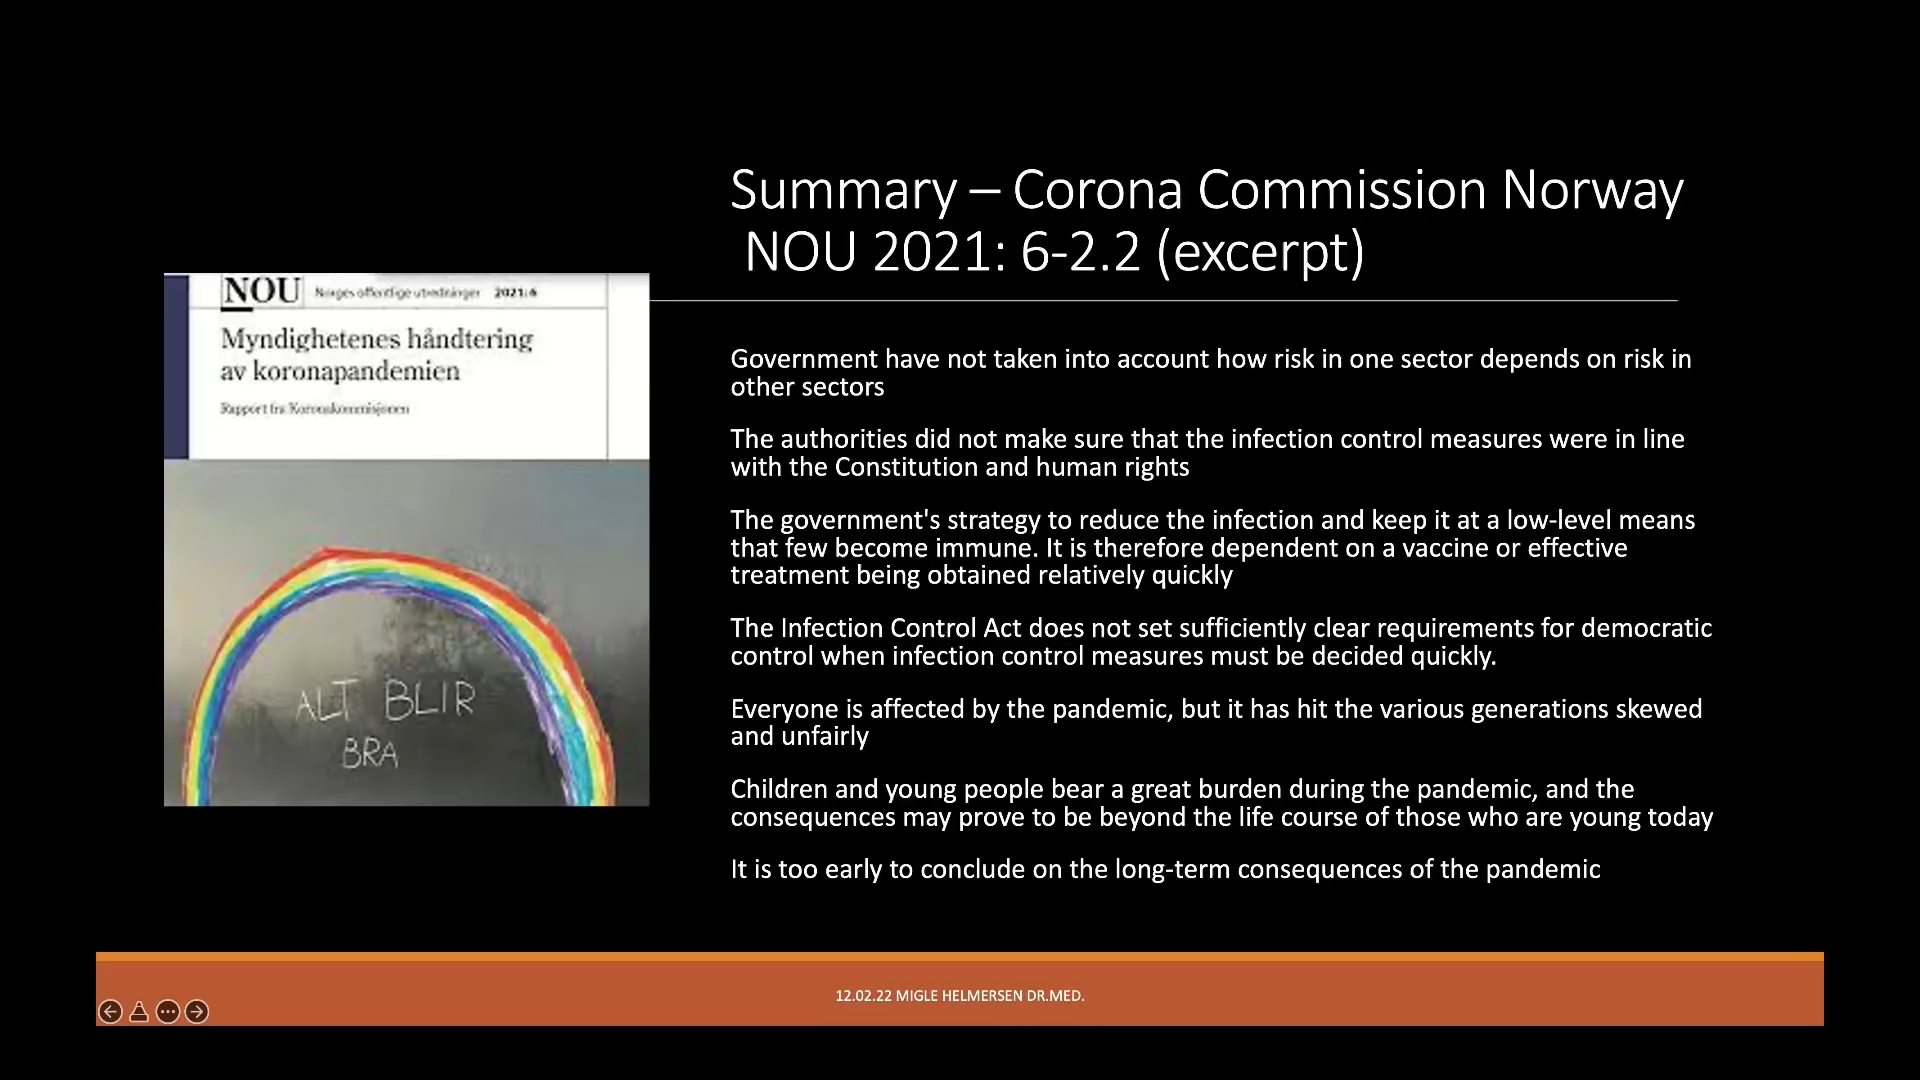 Summary – Corona Commission Norway
NOU 2021: 6-2.2 (excerpt)
NOU Norges offentlige utredninger 2021:6
Myndighetenes håndtering
av koronapandemien
Rapport fra Koronakommisjonen
ALT BLIR
BRA
Government have not taken into account how risk in one sector depends on risk in
other sectors
The authorities did not make sure that the infection control measures were in line
with the Constitution and human rights
The government's strategy to reduce the infection and keep it at a low-level means
that few become immune. It is therefore dependent on a vaccine or effective
treatment being obtained relatively quickly
The Infection Control Act does not set sufficiently clear requirements for democratic
control when infection control measures must be decided quickly.
Everyone is affected by the pandemic, but it has hit the various generations skewed
and unfairly
Children and young people bear a great burden during the pandemic, and the
consequences may prove to be beyond the life course of those who are young today
It is too early to conclude on the long-term consequences of the pandemic
12.02.22 MIGLE HELMERSEN DR.MED.